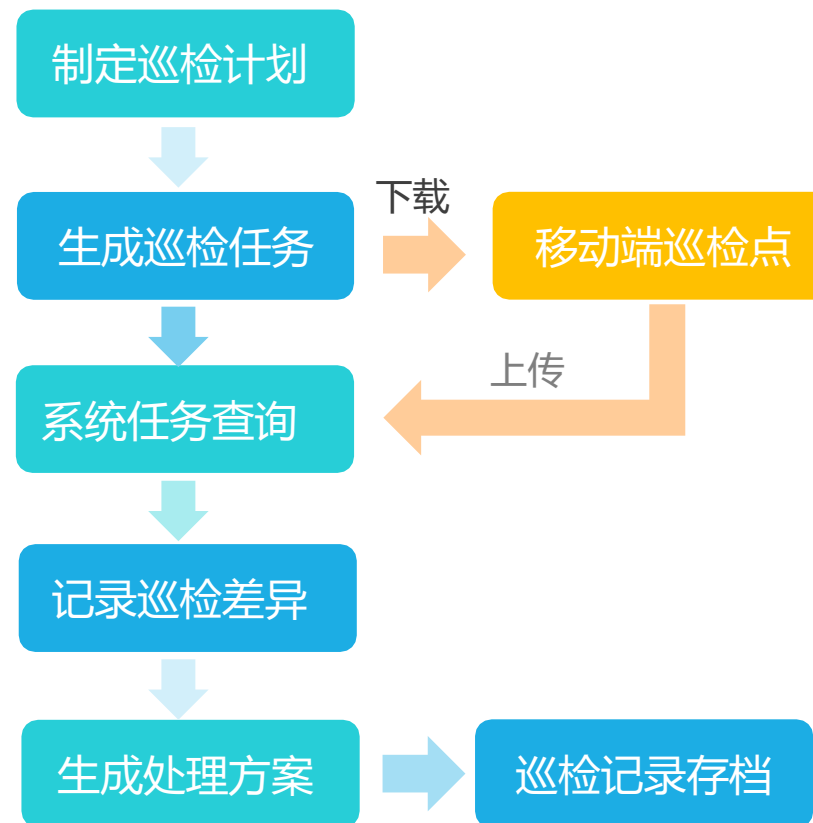 制定巡检计划
下载
生成巡检任务
移动端巡检点
上传
系统任务查询
记录巡检差异
生成处理方案
巡检记录存档